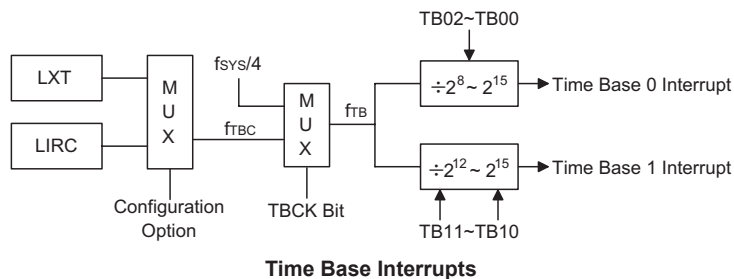 TB02~TB00
LXT
LIRC
M
U
X
fSYS/4
fTBC
M
U
X
fTB
÷2^8 ~ 2^15
Time Base 0 Interrupt
÷2^12 ~ 2^15
Time Base 1 Interrupt
Configuration
Option
TBCK Bit
TB11~TB10
Time Base Interrupts